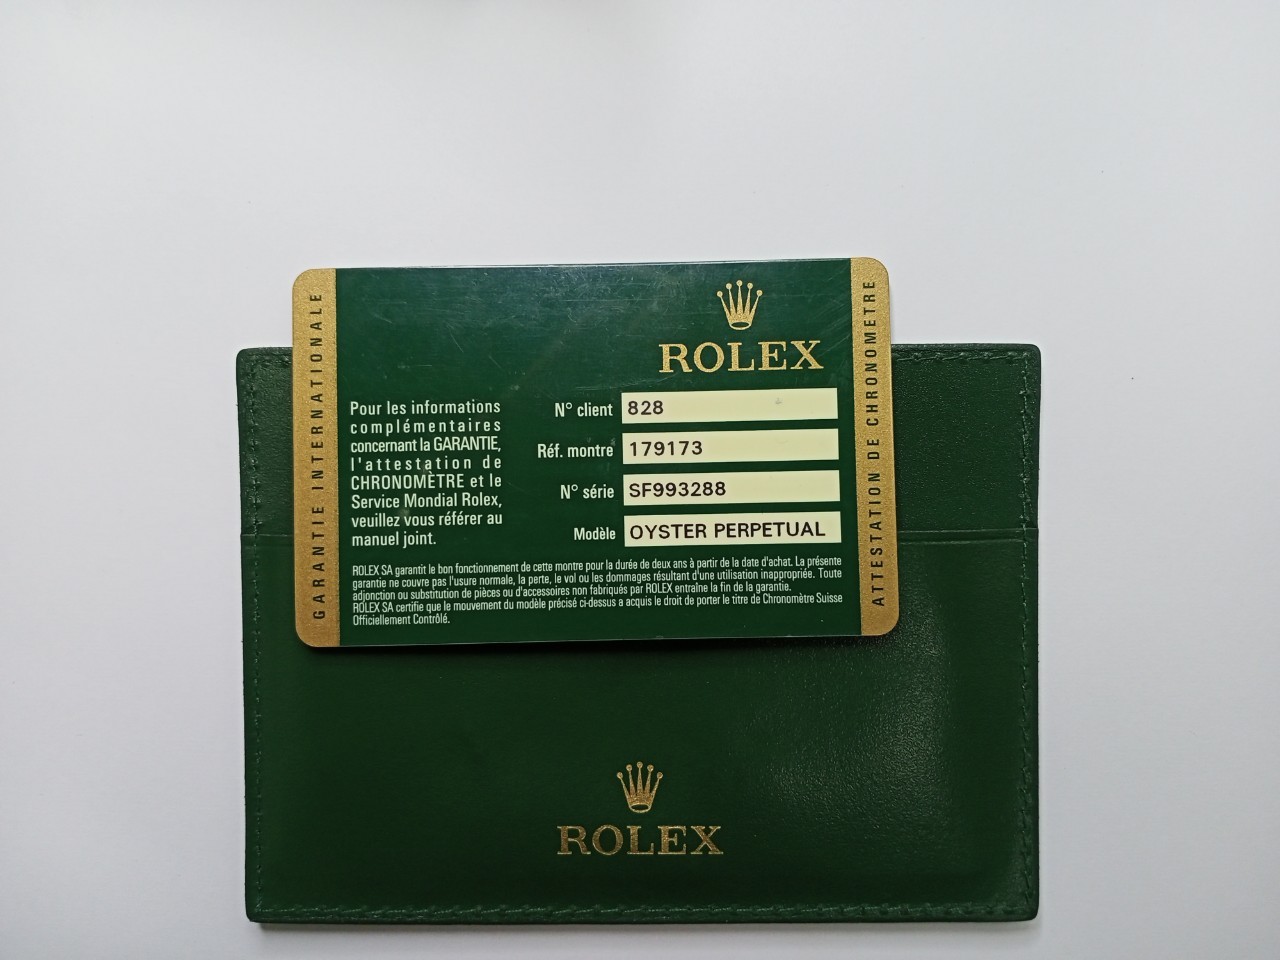 GARANTIE INTERNATIONALE
ROLEX
Pour les informations
complémentaires
concernant la GARANTIE,
l'attestation de
CHRONOMÈTRE et le
Service Mondial Rolex,
veuillez vous référer au
manuel joint.
N° client 828
Réf. montre 179173
N° série SF993288
Modèle OYSTER PERPETUAL
ROLEX SA garantit le bon fonctionnement de cette montre pour la durée de deux ans à partir de la date d'achat. La présente
garantie ne couvre pas l'usure normale, la perte, le vol ou les dommages résultant d'une utilisation inappropriée. Toute
adjonction ou substitution de pièces ou d'accessoires non fabriqués par ROLEX entraîne la fin de la garantie.
ROLEX SA certifie que le mouvement du modèle précisé ci-dessus a acquis le droit de porter le titre de Chronomètre Suisse
Officiellement Contrôlé.
ATTESTATION DE CHRONOMETRE
ROLEX